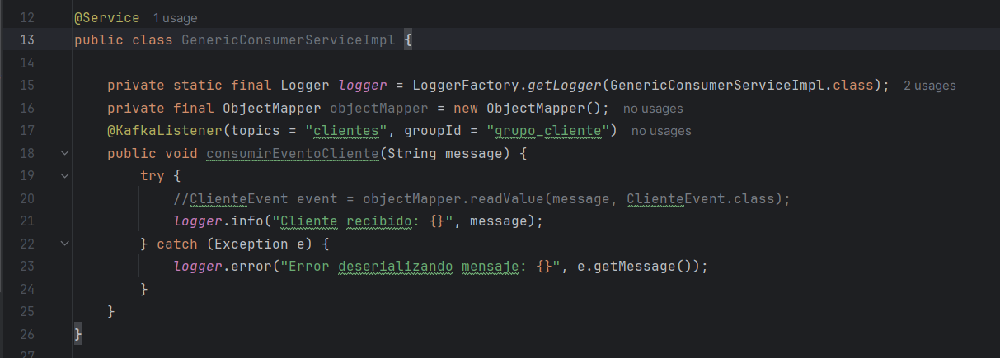 12 @Service 1 usage
13 public class GenericConsumerServiceImpl {
14
15 private static final Logger logger = LoggerFactory.getLogger(GenericConsumerServiceImpl.class); 2 usages
16 private final ObjectMapper objectMapper = new ObjectMapper(); no usages
17 @KafkaListener(topics = "clientes", groupId = "grupo_cliente") no usages
18 public void consumirEventoCliente(String message) {
19 try {
20 //ClienteEvent event = objectMapper.readValue(message, ClienteEvent.class);
21 logger.info("Cliente recibido: {}", message);
22 } catch (Exception e) {
23 logger.error("Error deserializando mensaje: {}", e.getMessage());
24 }
25 }
26 }
27